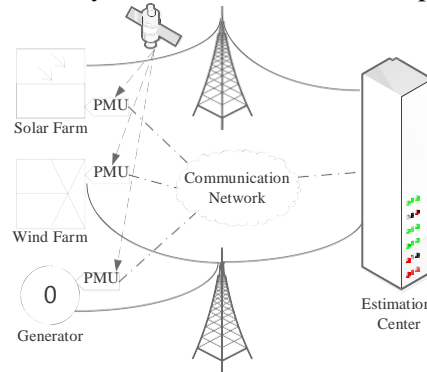 PMU
Solar Farm
PMU
Communication
Network
Wind Farm
PMU
0
Generator
Estimation
Center